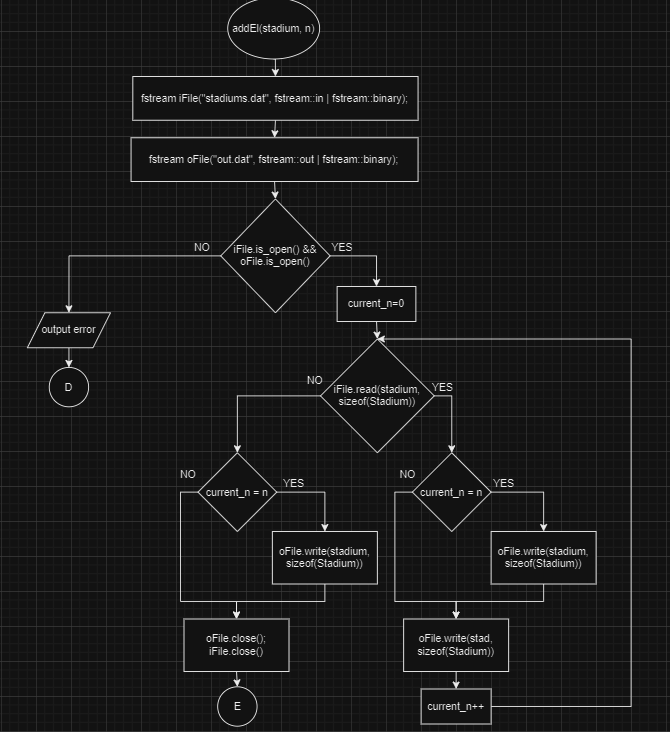 addEl(stadium, n)
fstream iFile("stadiums.dat", fstream::in | fstream::binary);
fstream oFile("out.dat", fstream::out | fstream::binary);
NO
iFile.is_open() &&
oFile.is_open()
YES
current_n=0
output error
D
NO
iFile.read(stadium,
sizeof(Stadium))
YES
NO
current_n = n
YES
NO
current_n = n
YES
oFile.write(stadium,
sizeof(Stadium))
oFile.write(stadium,
sizeof(Stadium))
oFile.close();
iFile.close()
oFile.write(stad,
sizeof(Stadium))
E
current_n++